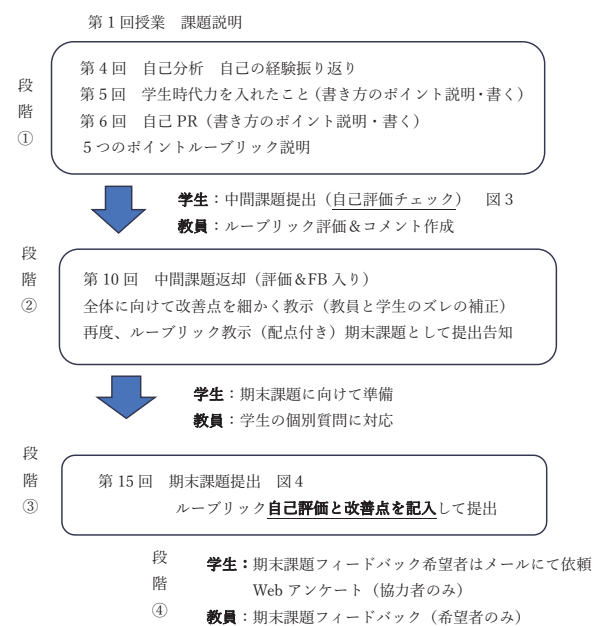 第1回授業　課題説明
段階①
第4回　自己分析　自己の経験振り返り
第5回　学生時代力を入れたこと（書き方のポイント説明・書く）
第6回　自己PR（書き方のポイント説明・書く）
5つのポイントルーブリック説明
学生：中間課題提出（自己評価チェック）　図3
教員：ルーブリック評価＆コメント作成
段階②
第10回　中間課題返却（評価＆FB入り）
全体に向けて改善点を細かく教示（教員と学生のズレの補正）
再度、ルーブリック教示（配点付き）期末課題として提出告知
学生：期末課題に向けて準備
教員：学生の個別質問に対応
段階③
第15回　期末課題提出　図4
ルーブリック自己評価と改善点を記入して提出
段階④
学生：期末課題フィードバック希望者はメールにて依頼
Webアンケート（協力者のみ）
教員：期末課題フィードバック（希望者のみ）